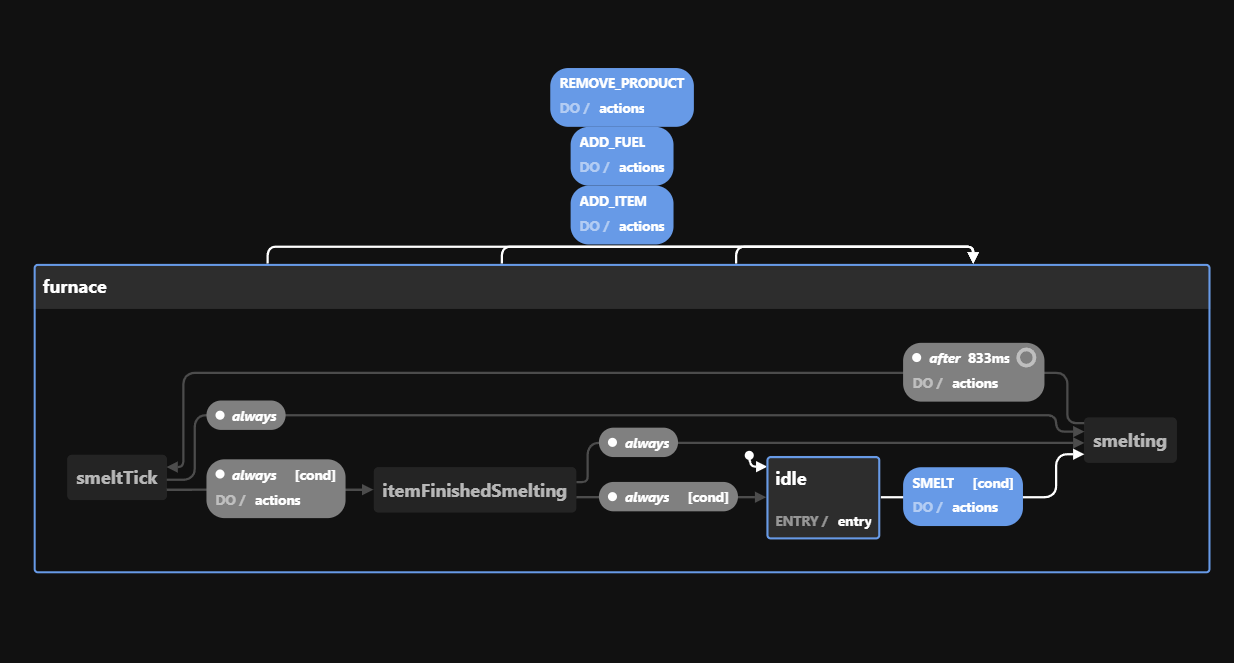 REMOVE_PRODUCT
DO / actions
ADD_FUEL
DO / actions
ADD_ITEM
DO / actions
furnace
after 833ms
DO / actions
always
smelting
always
smeltTick
always [cond]
DO / actions
itemFinishedSmelting
always [cond]
idle
ENTRY / entry
SMELT [cond]
DO / actions